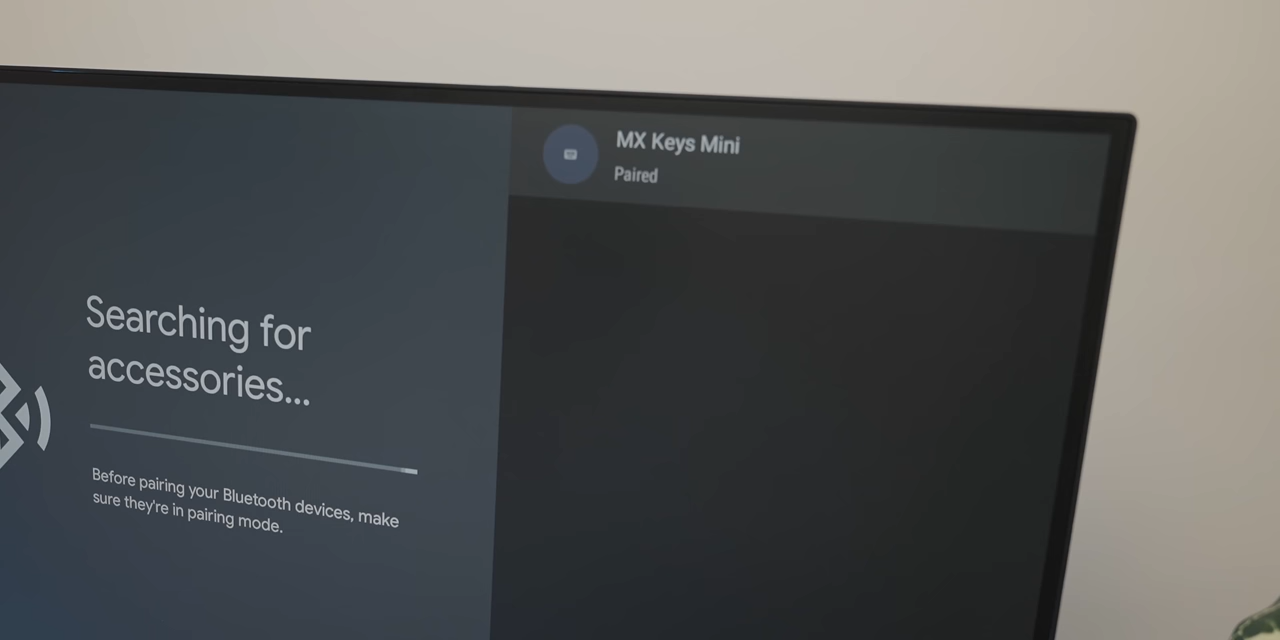 MX Keys Mini
Paired
Searching for
accessories...
Before pairing your Bluetooth devices, make
sure they're in pairing mode.